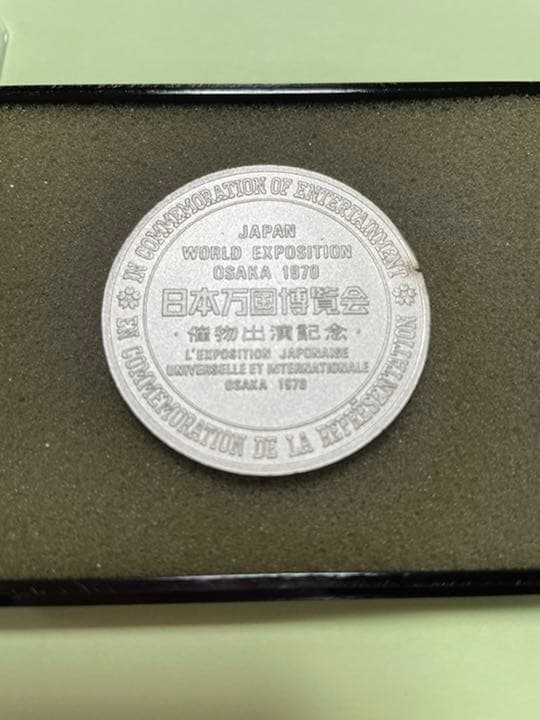 IN COMMEMORATION OF ENTERTAINMENT
JAPAN
WORLD EXPOSITION
OSAKA 1970
日本万国博覧会
・催物出演記念・
L'EXPOSITION JAPONAISE
UNIVERSELLE ET INTERNATIONALE
OSAKA 1970
EN COMMEMORATION DE LA REPRÉSENTATION